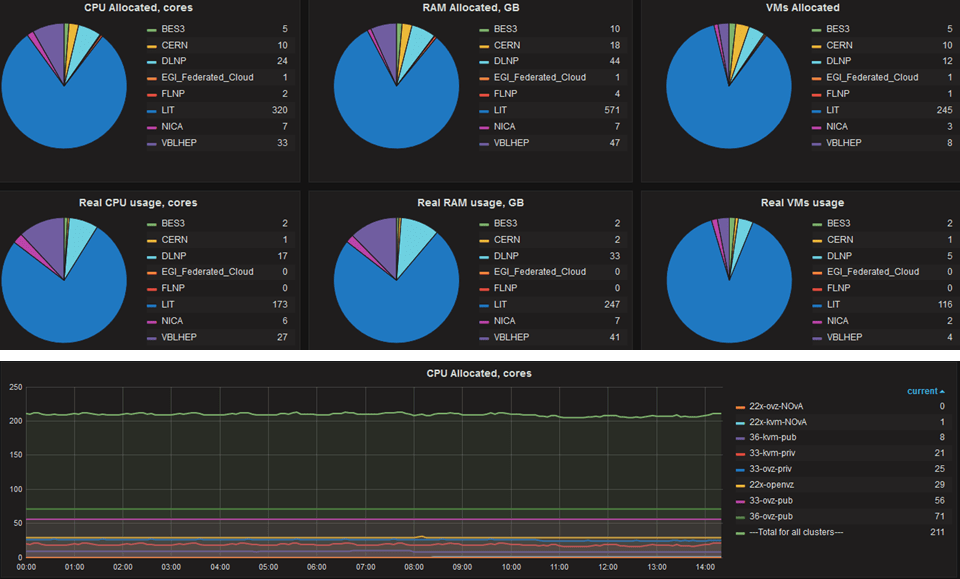 CPU Allocated, cores
BES3 5
CERN 10
DLNP 24
EGI_Federated_Cloud 1
FLNP 2
LIT 320
NICA 7
VBLHEP 33
RAM Allocated, GB
BES3 10
CERN 18
DLNP 44
EGI_Federated_Cloud 1
FLNP 4
LIT 571
NICA 7
VBLHEP 47
VMs Allocated
BES3 5
CERN 10
DLNP 12
EGI_Federated_Cloud 1
FLNP 1
LIT 245
NICA 3
VBLHEP 8
Real CPU usage, cores
BES3 2
CERN 1
DLNP 17
EGI_Federated_Cloud 0
FLNP 0
LIT 173
NICA 6
VBLHEP 27
Real RAM usage, GB
BES3 2
CERN 2
DLNP 33
EGI_Federated_Cloud 0
FLNP 0
LIT 247
NICA 7
VBLHEP 41
Real VMs usage
BES3 2
CERN 1
DLNP 5
EGI_Federated_Cloud 0
FLNP 0
LIT 116
NICA 2
VBLHEP 4
CPU Allocated, cores
250
200
150
100
50
0
00:00 01:00 02:00 03:00 04:00 05:00 06:00 07:00 08:00 09:00 10:00 11:00 12:00 13:00 14:00
current
22x-ovz-NOvA 0
22x-kvm-NOvA 1
36-kvm-pub 8
33-kvm-priv 21
33-ovz-priv 25
22x-openvz 29
33-ovz-pub 56
36-ovz-pub 71
---Total for all clusters--- 211